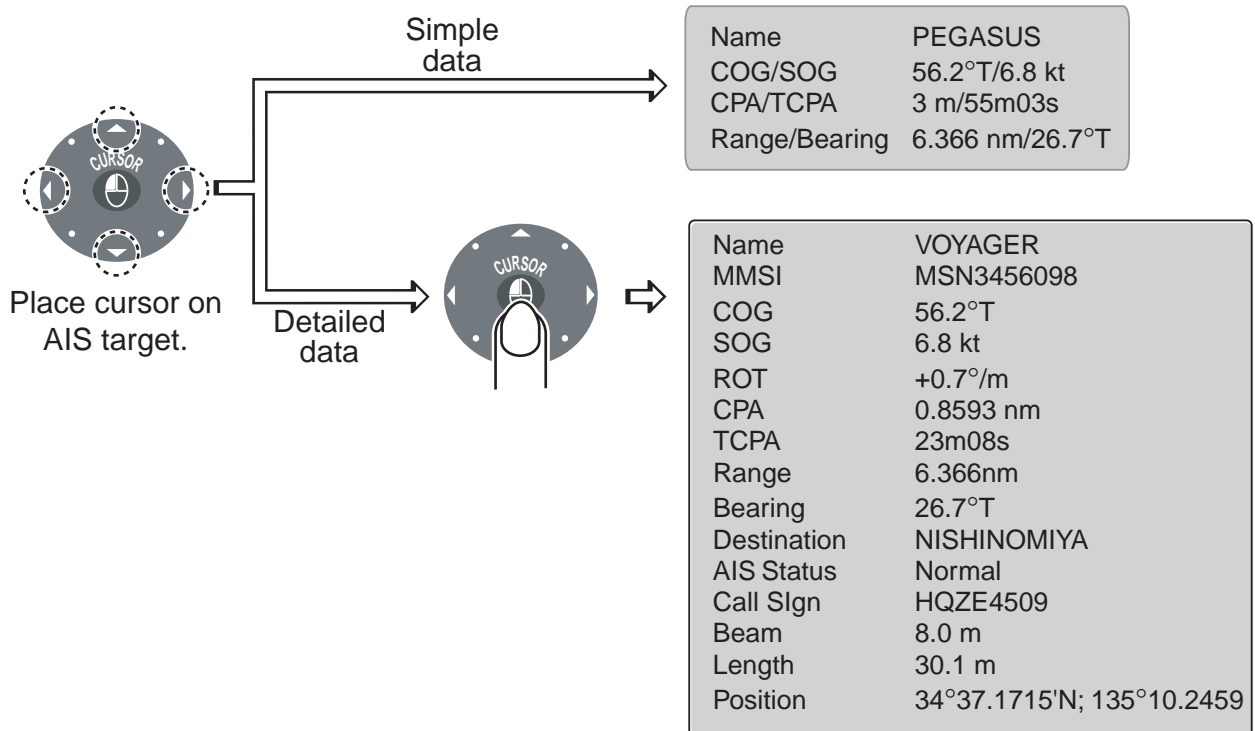 Simple
data
Name PEGASUS
COG/SOG 56.2°T/6.8 kt
CPA/TCPA 3 m/55m03s
Range/Bearing 6.366 nm/26.7°T
CURSOR
Place cursor on
AIS target.
Detailed
data
CURSOR
Name VOYAGER
MMSI MSN3456098
COG 56.2°T
SOG 6.8 kt
ROT +0.7°/m
CPA 0.8593 nm
TCPA 23m08s
Range 6.366nm
Bearing 26.7°T
Destination NISHINOMIYA
AIS Status Normal
Call SIgn HQZE4509
Beam 8.0 m
Length 30.1 m
Position 34°37.1715'N; 135°10.2459